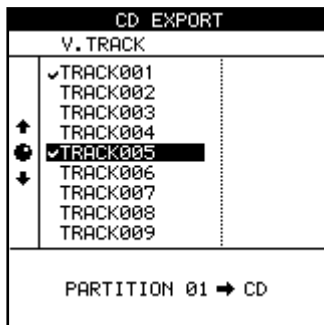 CD EXPORT
V.TRACK
✓TRACK001
TRACK002
TRACK003
TRACK004
✓TRACK005
TRACK006
TRACK007
TRACK008
TRACK009
PARTITION 01 ➡ CD